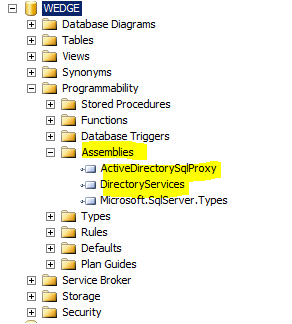 WEDGE
Database Diagrams
Tables
Views
Synonyms
Programmability
Stored Procedures
Functions
Database Triggers
Assemblies
ActiveDirectorySqlProxy
DirectoryServices
Microsoft.SqlServer.Types
Types
Rules
Defaults
Plan Guides
Service Broker
Storage
Security